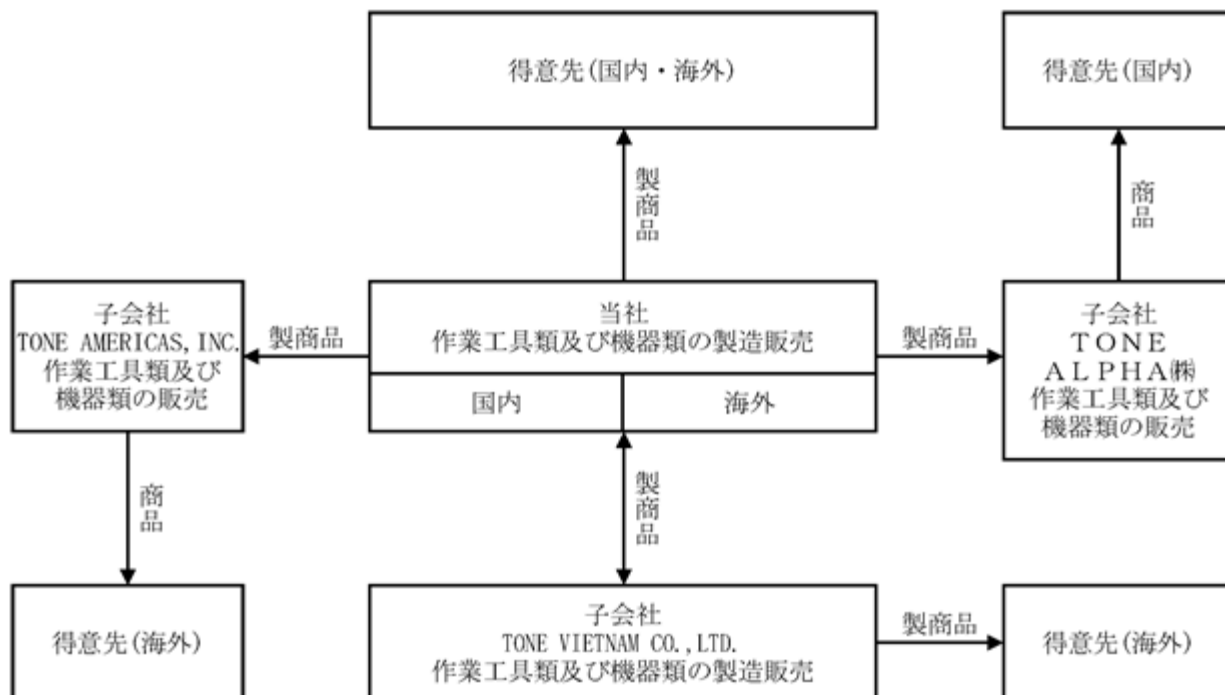 得意先(国内・海外)
得意先(国内)
製商品
商品
子会社
TONE AMERICAS,INC.
作業工具類及び
機器類の販売
製商品
当社
作業工具類及び機器類の製造販売
国内
海外
製商品
子会社
TONE
ALPHA㈱
作業工具類及び
機器類の販売
商品
製商品
得意先(海外)
子会社
TONE VIETNAM CO.,LTD.
作業工具類及び機器類の製造販売
製商品
得意先(海外)